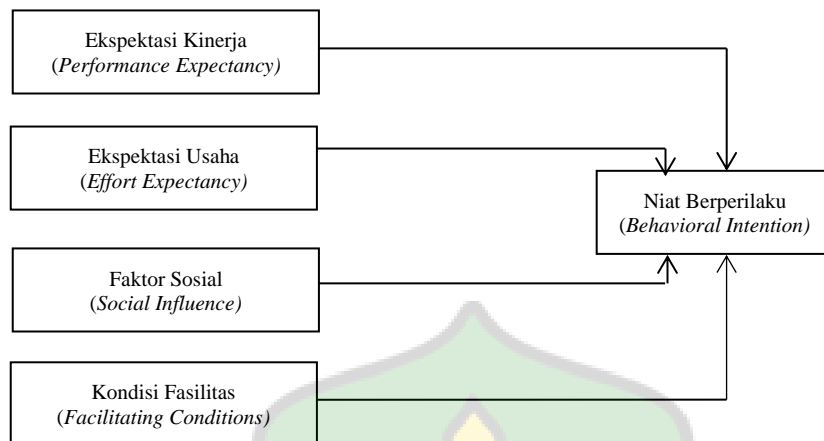 Ekspektasi Kinerja
(Performance Expectancy)
Ekspektasi Usaha
(Effort Expectancy)
Niat Berperilaku
(Behavioral Intention)
Faktor Sosial
(Social Influence)
Kondisi Fasilitas
(Facilitating Conditions)